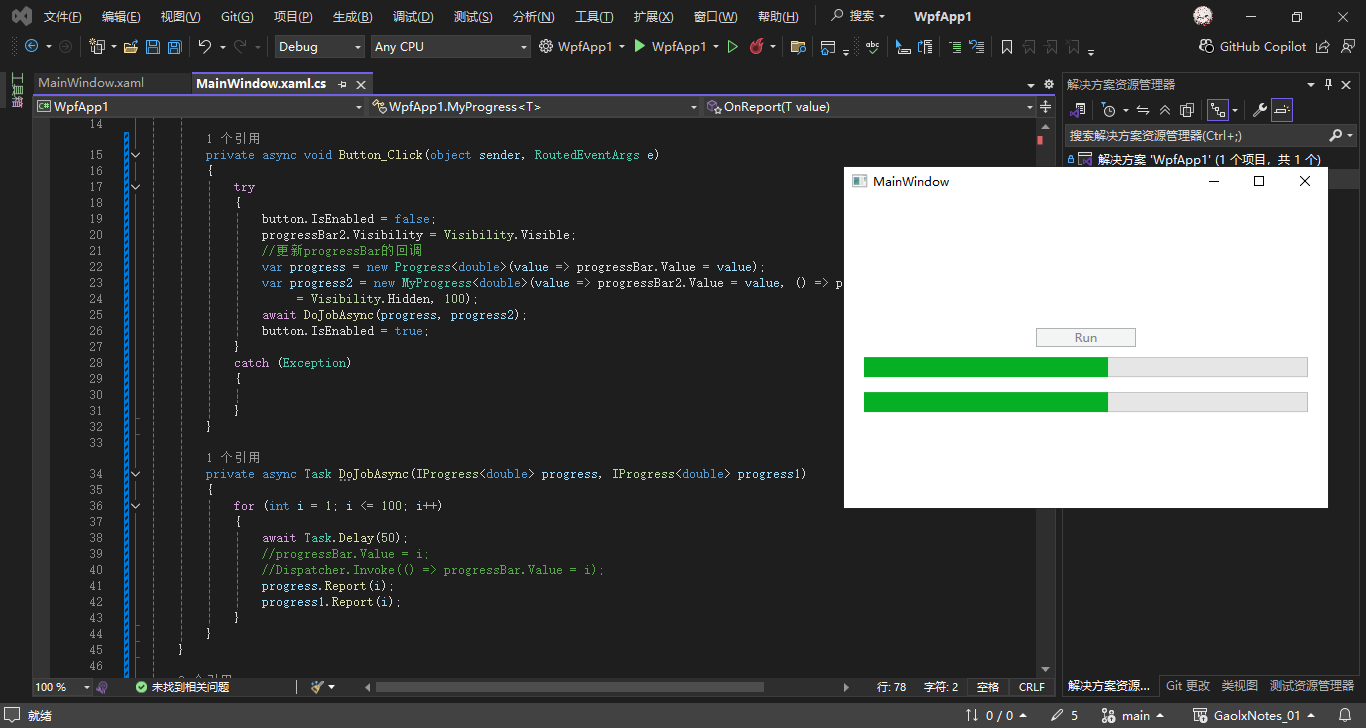 文件(F) 编辑(E) 视图(V) Git(G) 项目(P) 生成(B) 调试(D) 测试(S) 分析(N) 工具(T) 扩展(X) 窗口(W) 帮助(H) 搜索 WpfApp1
Debug Any CPU WpfApp1 WpfApp1 GitHub Copilot
工具箱
MainWindow.xaml MainWindow.xaml.cs
WpfApp1 WpfApp1.MyProgress<T> OnReport(T value)
14
1 个引用
15 private async void Button_Click(object sender, RoutedEventArgs e)
16 {
17 try
18 {
19 button.IsEnabled = false;
20 progressBar2.Visibility = Visibility.Visible;
21 //更新progressBar的回调
22 var progress = new Progress<double>(value => progressBar.Value = value);
23 var progress2 = new MyProgress<double>(value => progressBar2.Value = value, () => p
24 = Visibility.Hidden, 100);
25 await DoJobAsync(progress, progress2);
26 button.IsEnabled = true;
27 }
28 catch (Exception)
29 {
30
31 }
32 }
33
1 个引用
34 private async Task DoJobAsync(IProgress<double> progress, IProgress<double> progress1)
35 {
36 for (int i = 1; i <= 100; i++)
37 {
38 await Task.Delay(50);
39 //progressBar.Value = i;
40 //Dispatcher.Invoke(() => progressBar.Value = i);
41 progress.Report(i);
42 progress1.Report(i);
43 }
44 }
45 }
46
100 % 未找到相关问题 行: 78 字符: 2 空格 CRLF
解决方案资源管理器
搜索解决方案资源管理器(Ctrl+;)
解决方案 'WpfApp1' (1 个项目，共 1 个)
MainWindow
Run
解决方案资源... Git 更改 类视图 测试资源管理器
就绪 0 / 0 5 main GaolxNotes_01